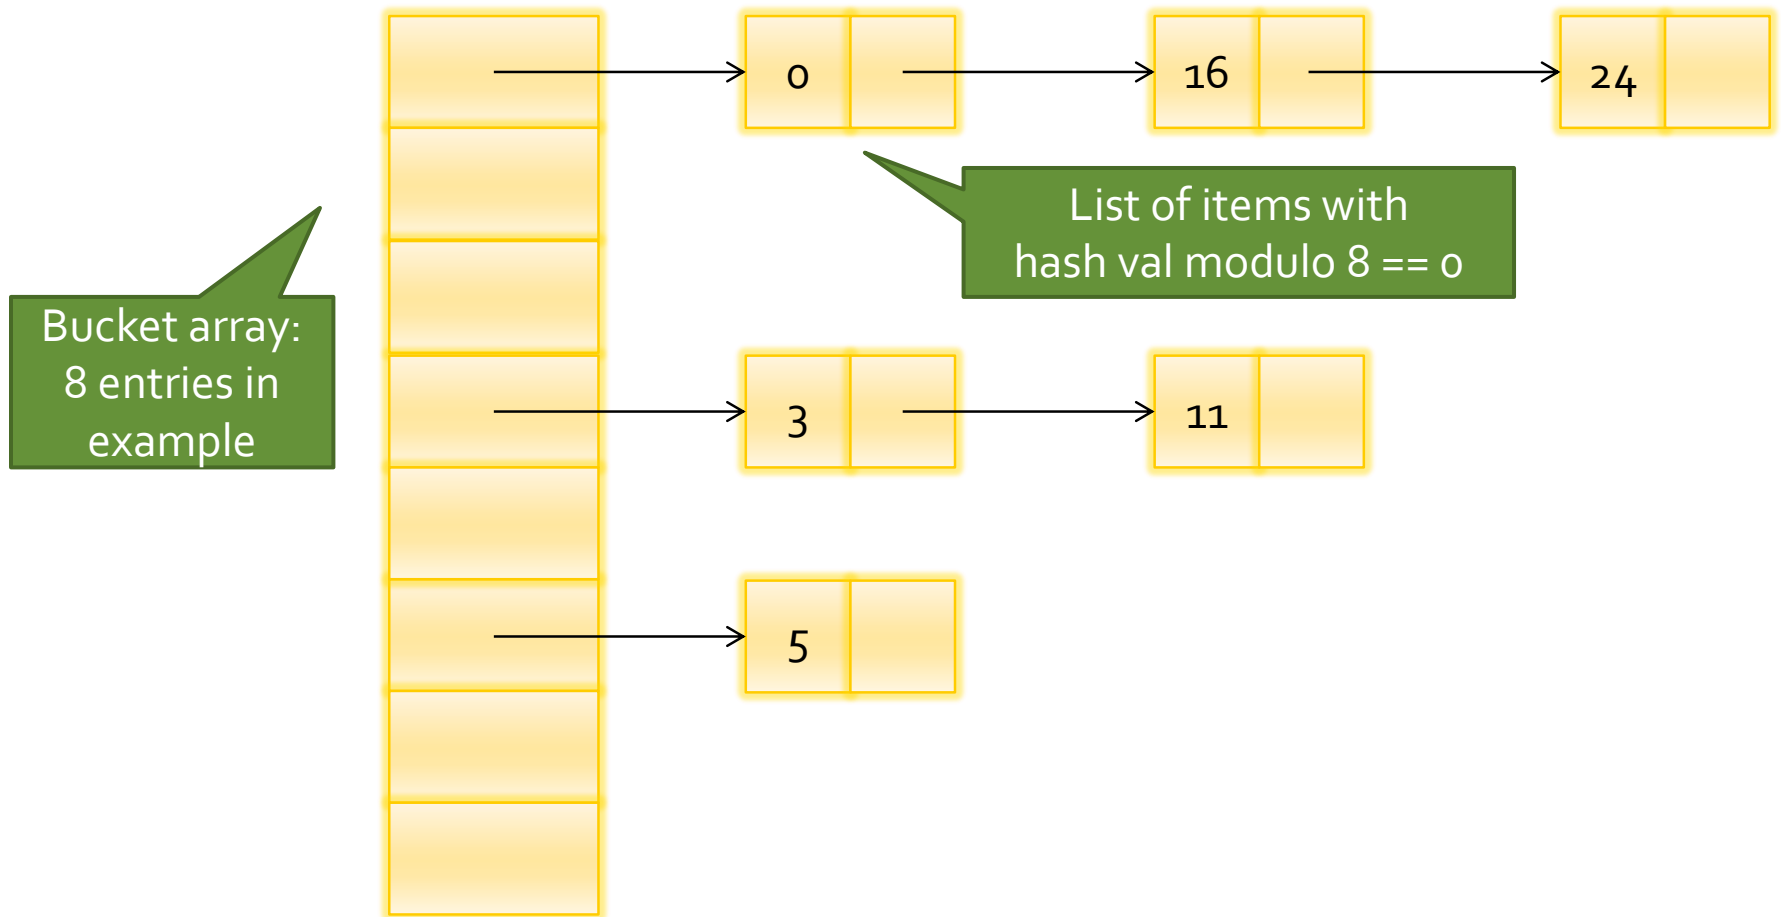 0
16
24
List of items with
hash val modulo 8 == 0
Bucket array:
8 entries in
example
3
11
5